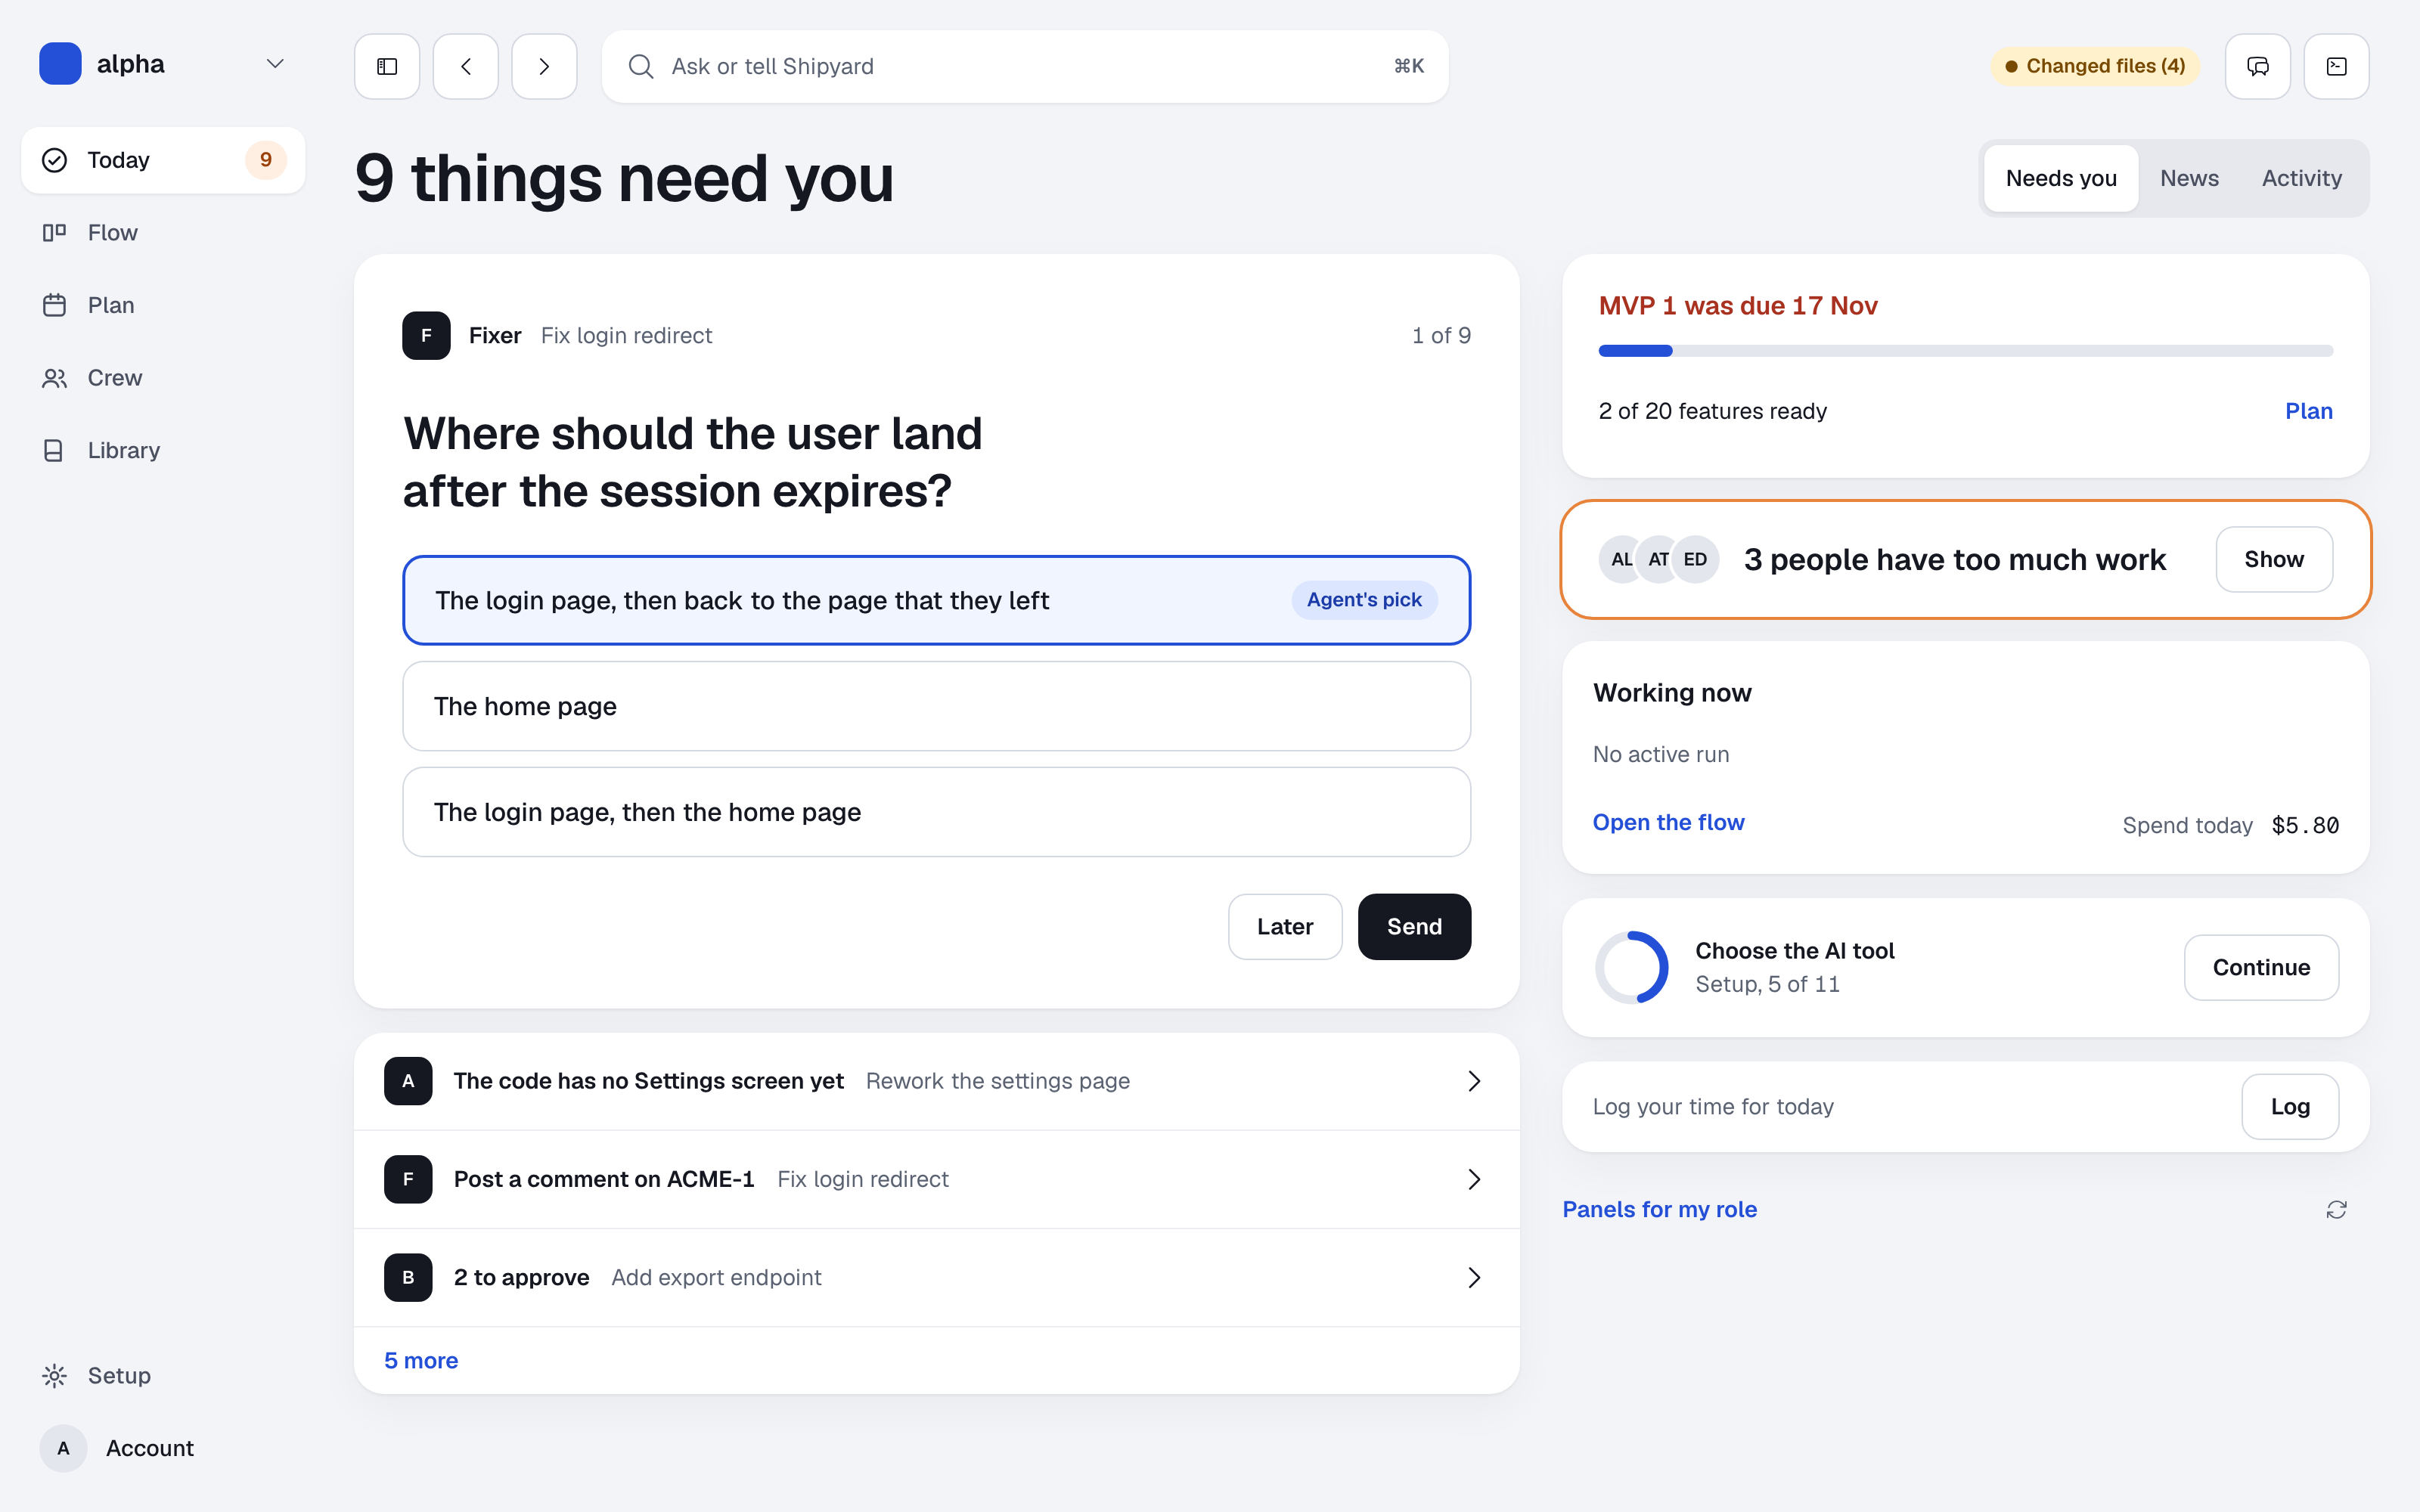 alpha
Today 9
Flow
Plan
Crew
Library
Setup
A Account
Ask or tell Shipyard ⌘K
Changed files (4)
9 things need you
Needs you News Activity
F Fixer Fix login redirect 1 of 9
Where should the user land
after the session expires?
The login page, then back to the page that they left Agent's pick
The home page
The login page, then the home page
Later Send
A The code has no Settings screen yet Rework the settings page
F Post a comment on ACME-1 Fix login redirect
B 2 to approve Add export endpoint
5 more
MVP 1 was due 17 Nov
2 of 20 features ready Plan
AL AT ED 3 people have too much work Show
Working now
No active run
Open the flow Spend today $5.80
Choose the AI tool
Setup, 5 of 11
Continue
Log your time for today Log
Panels for my role